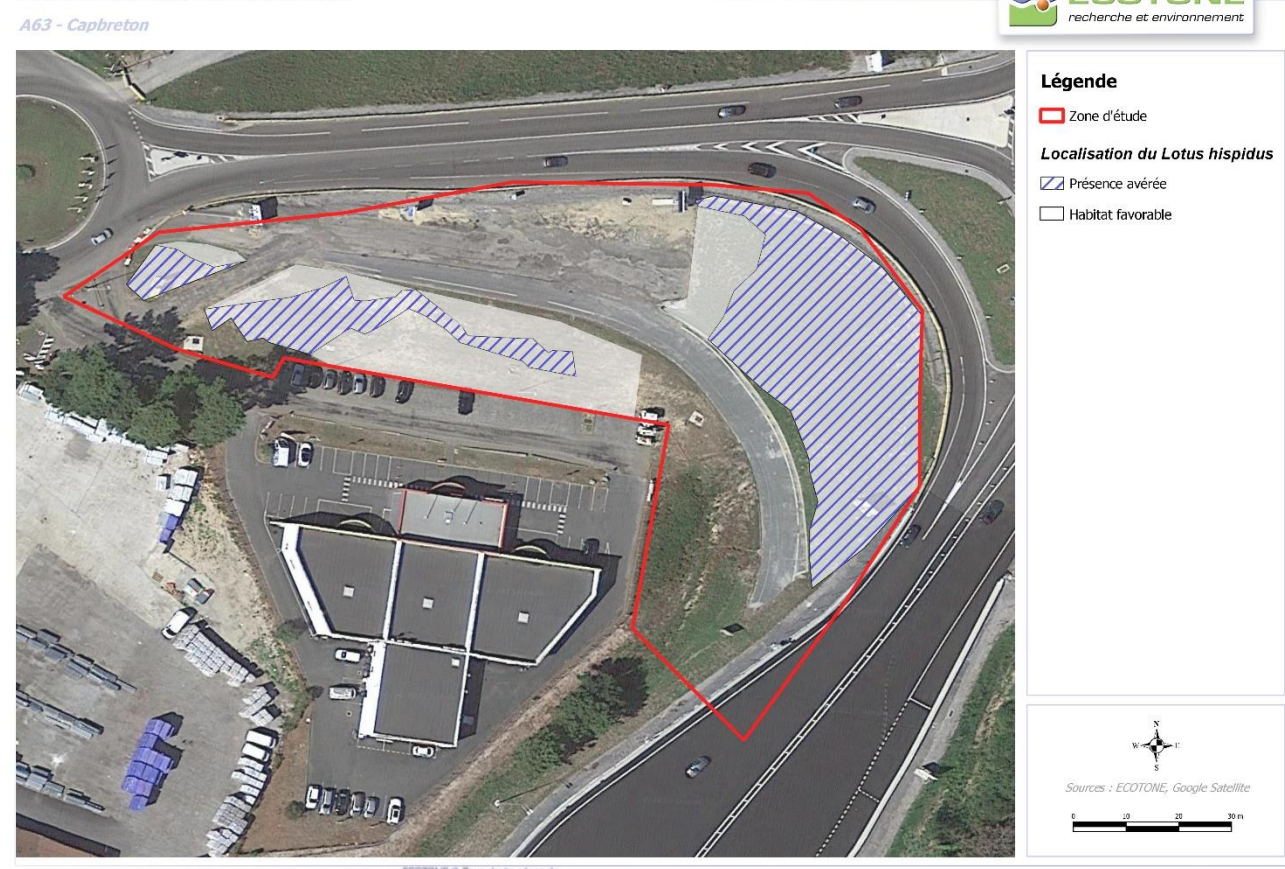 A63 - Capbreton
ECOTONE
recherche et environnement
Légende
Zone d'étude
Localisation du Lotus hispidus
Présence avérée
Habitat favorable
N
W E
S
Sources : ECOTONE, Google Satellite
0 10 20 30 m